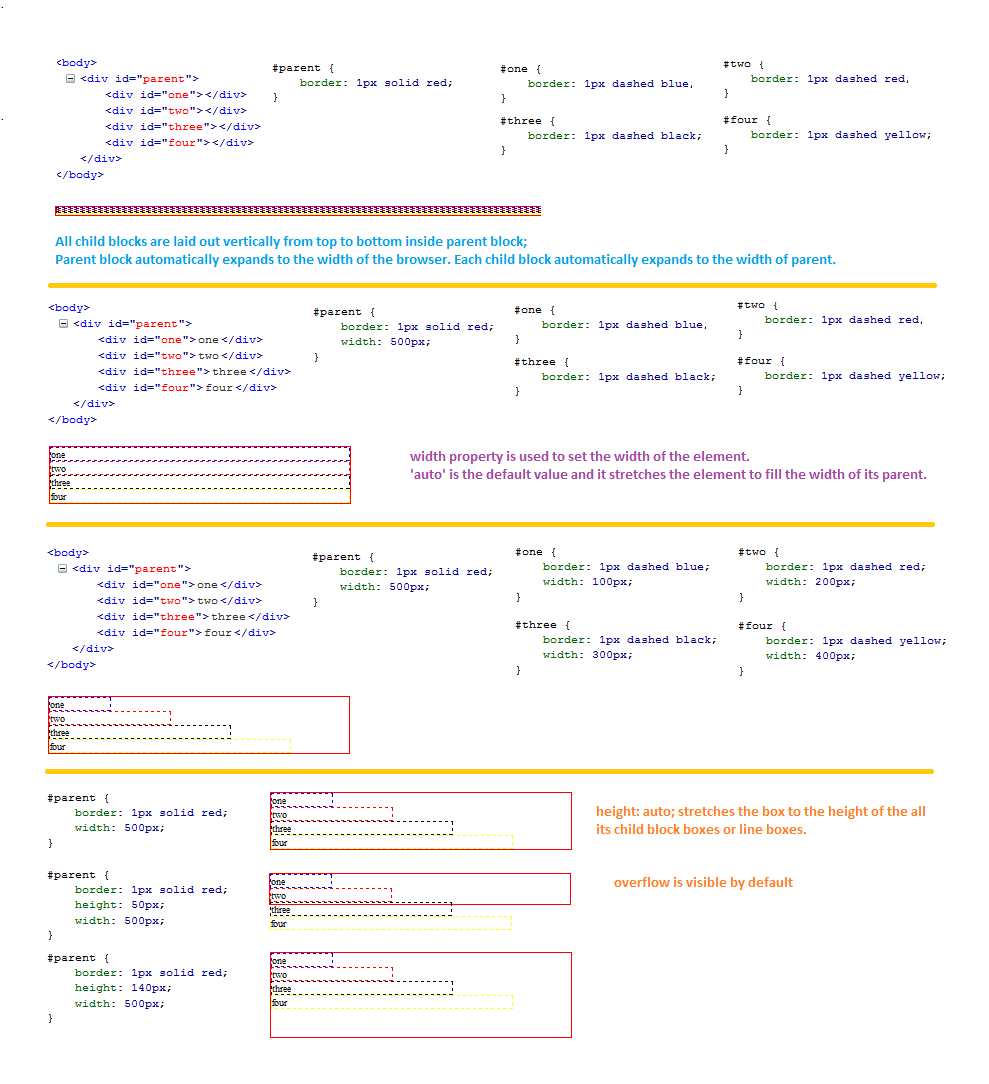 <body>
<div id="parent">
<div id="one"></div>
<div id="two"></div>
<div id="three"></div>
<div id="four"></div>
</div>
</body>
#parent {
border: 1px solid red;
}
#one {
border: 1px dashed blue;
}
#three {
border: 1px dashed black;
}
#two {
border: 1px dashed red;
}
#four {
border: 1px dashed yellow;
}
All child blocks are laid out vertically from top to bottom inside parent block;
Parent block automatically expands to the width of the browser. Each child block automatically expands to the width of parent.
<body>
<div id="parent">
<div id="one">one</div>
<div id="two">two</div>
<div id="three">three</div>
<div id="four">four</div>
</div>
</body>
#parent {
border: 1px solid red;
width: 500px;
}
#one {
border: 1px dashed blue;
}
#three {
border: 1px dashed black;
}
#two {
border: 1px dashed red;
}
#four {
border: 1px dashed yellow;
}
one
two
three
four
width property is used to set the width of the element.
'auto' is the default value and it stretches the element to fill the width of its parent.
<body>
<div id="parent">
<div id="one">one</div>
<div id="two">two</div>
<div id="three">three</div>
<div id="four">four</div>
</div>
</body>
#parent {
border: 1px solid red;
width: 500px;
}
#one {
border: 1px dashed blue;
width: 100px;
}
#three {
border: 1px dashed black;
width: 300px;
}
#two {
border: 1px dashed red;
width: 200px;
}
#four {
border: 1px dashed yellow;
width: 400px;
}
one
two
three
four
#parent {
border: 1px solid red;
width: 500px;
}
one
two
three
four
height: auto; stretches the box to the height of the all
its child block boxes or line boxes.
#parent {
border: 1px solid red;
height: 50px;
width: 500px;
}
one
two
three
four
overflow is visible by default
#parent {
border: 1px solid red;
height: 140px;
width: 500px;
}
one
two
three
four